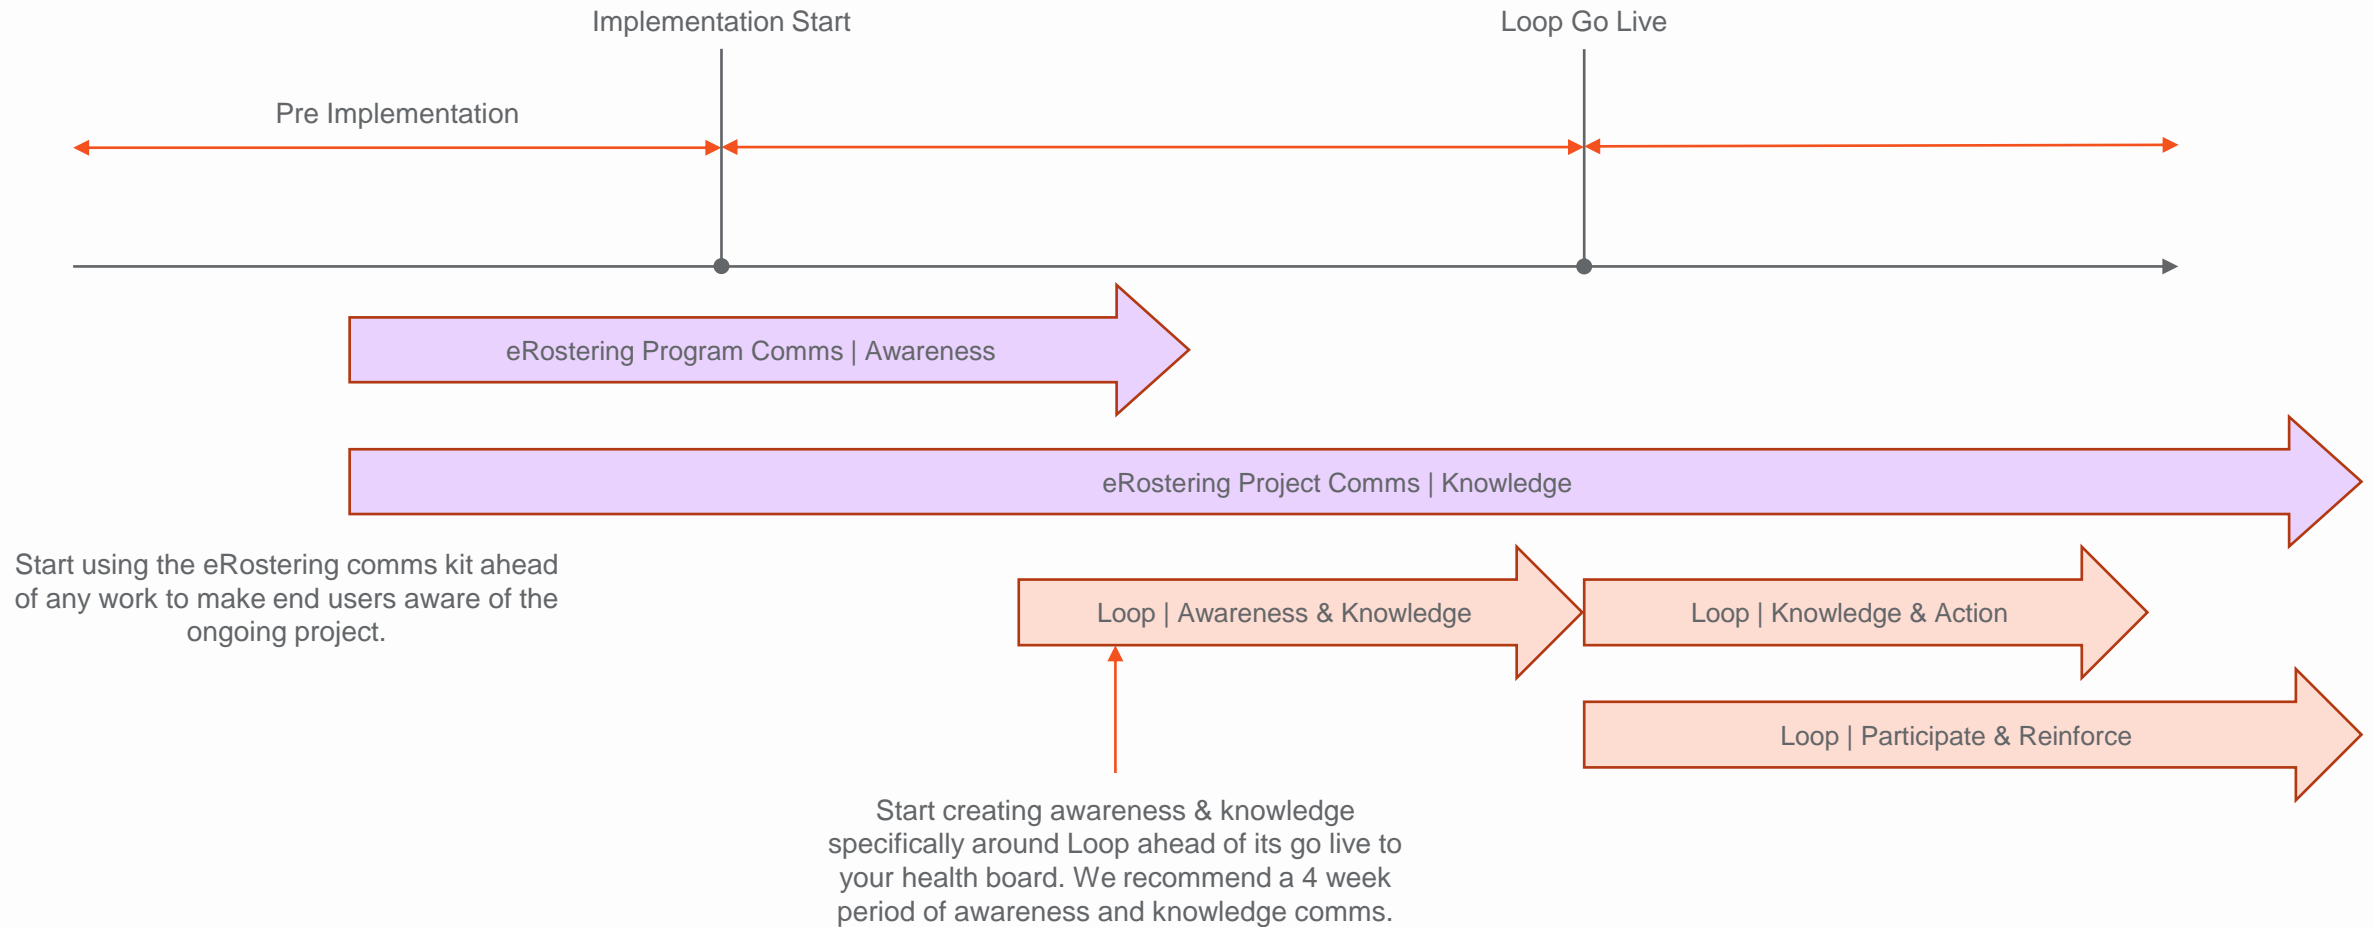 Implementation Start
Loop Go Live
Pre Implementation
eRostering Program Comms | Awareness
eRostering Project Comms | Knowledge
Start using the eRostering comms kit ahead
of any work to make end users aware of the
ongoing project.
Loop | Awareness & Knowledge
Loop | Knowledge & Action
Loop | Participate & Reinforce
Start creating awareness & knowledge
specifically around Loop ahead of its go live to
your health board. We recommend a 4 week
period of awareness and knowledge comms.